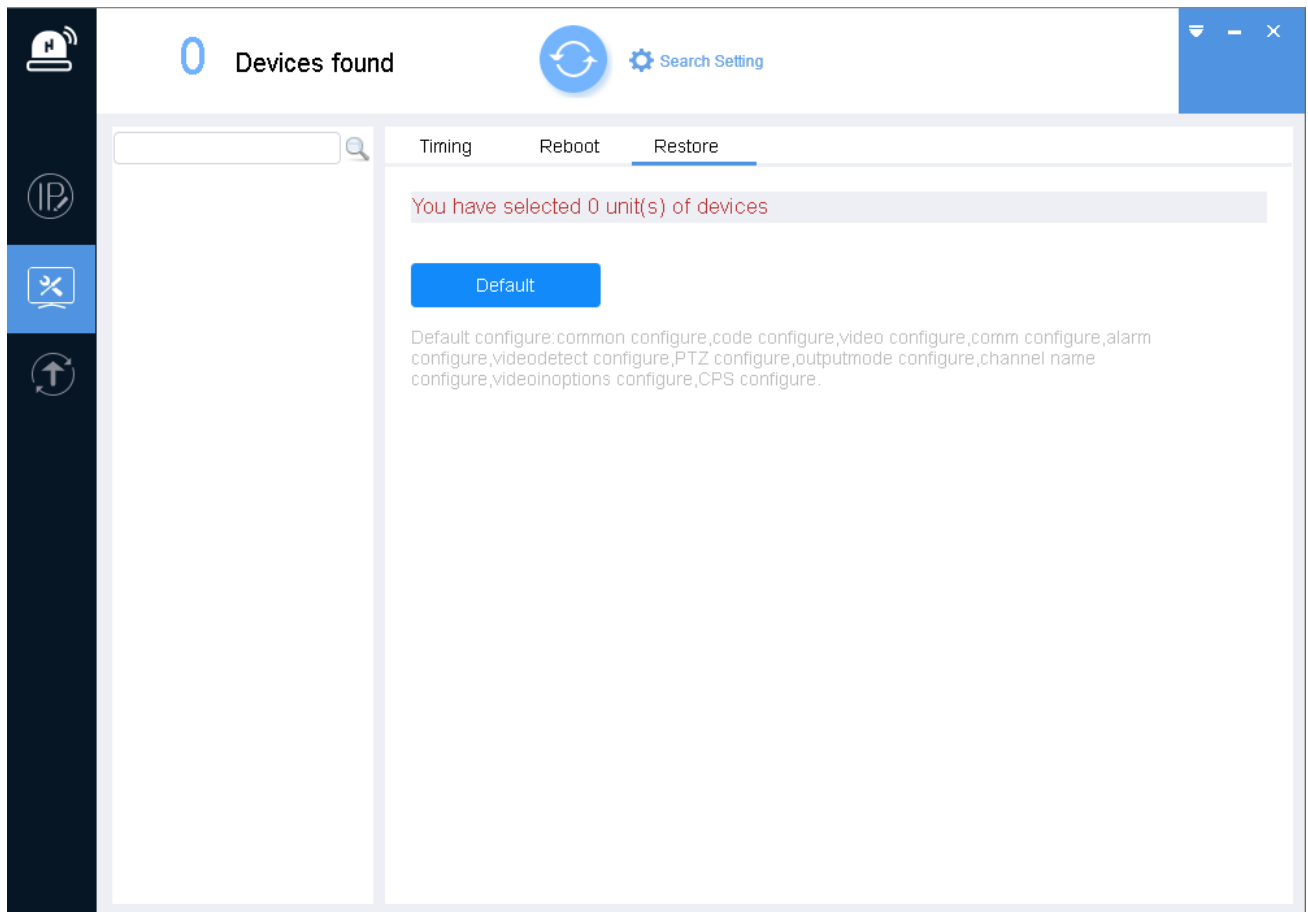 H
0 Devices found
Search Setting
IP
Timing Reboot Restore
You have selected 0 unit(s) of devices
Default
Default configure:common configure,code configure,video configure,comm configure,alarm
configure,videodetect configure,PTZ configure,outputmode configure,channel name
configure,videoinoptions configure,CPS configure.